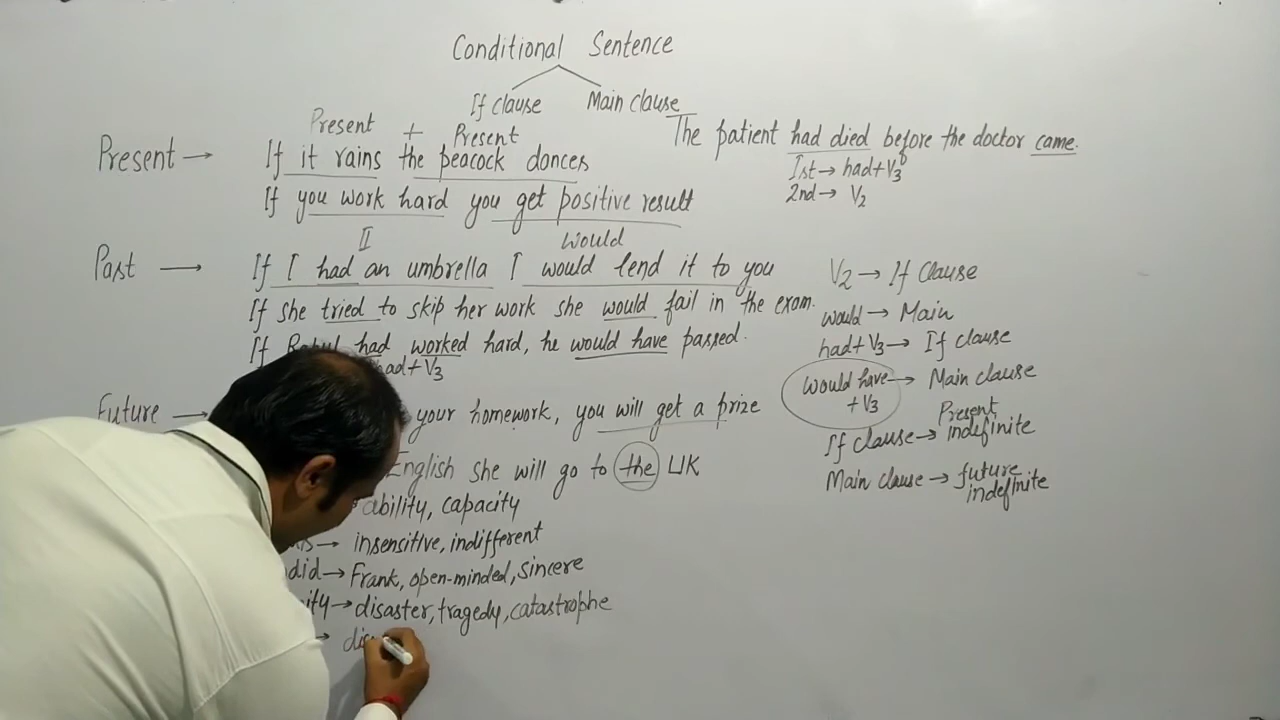 Conditional Sentence
If clause Main clause
Present + Present
Present → If it rains the peacock dances
If you work hard you get positive result
The patient had died before the doctor came.
Ist → had+V3
2nd → V2
II would
Past → If I had an umbrella I would lend it to you
If she tried to skip her work she would fail in the exam.
If had worked hard, he would have passed.
had+V3
V2 → If Clause
would → Main
had+V3 → If clause
would have +V3 → Main clause
If clause → Present indefinite
Main clause → future indefinite
Future → your homework, you will get a prize
English she will go to the UK
ability, capacity
→ insensitive, indifferent
did → Frank, open-minded, sincere
ity → disaster, tragedy, catastrophe
→